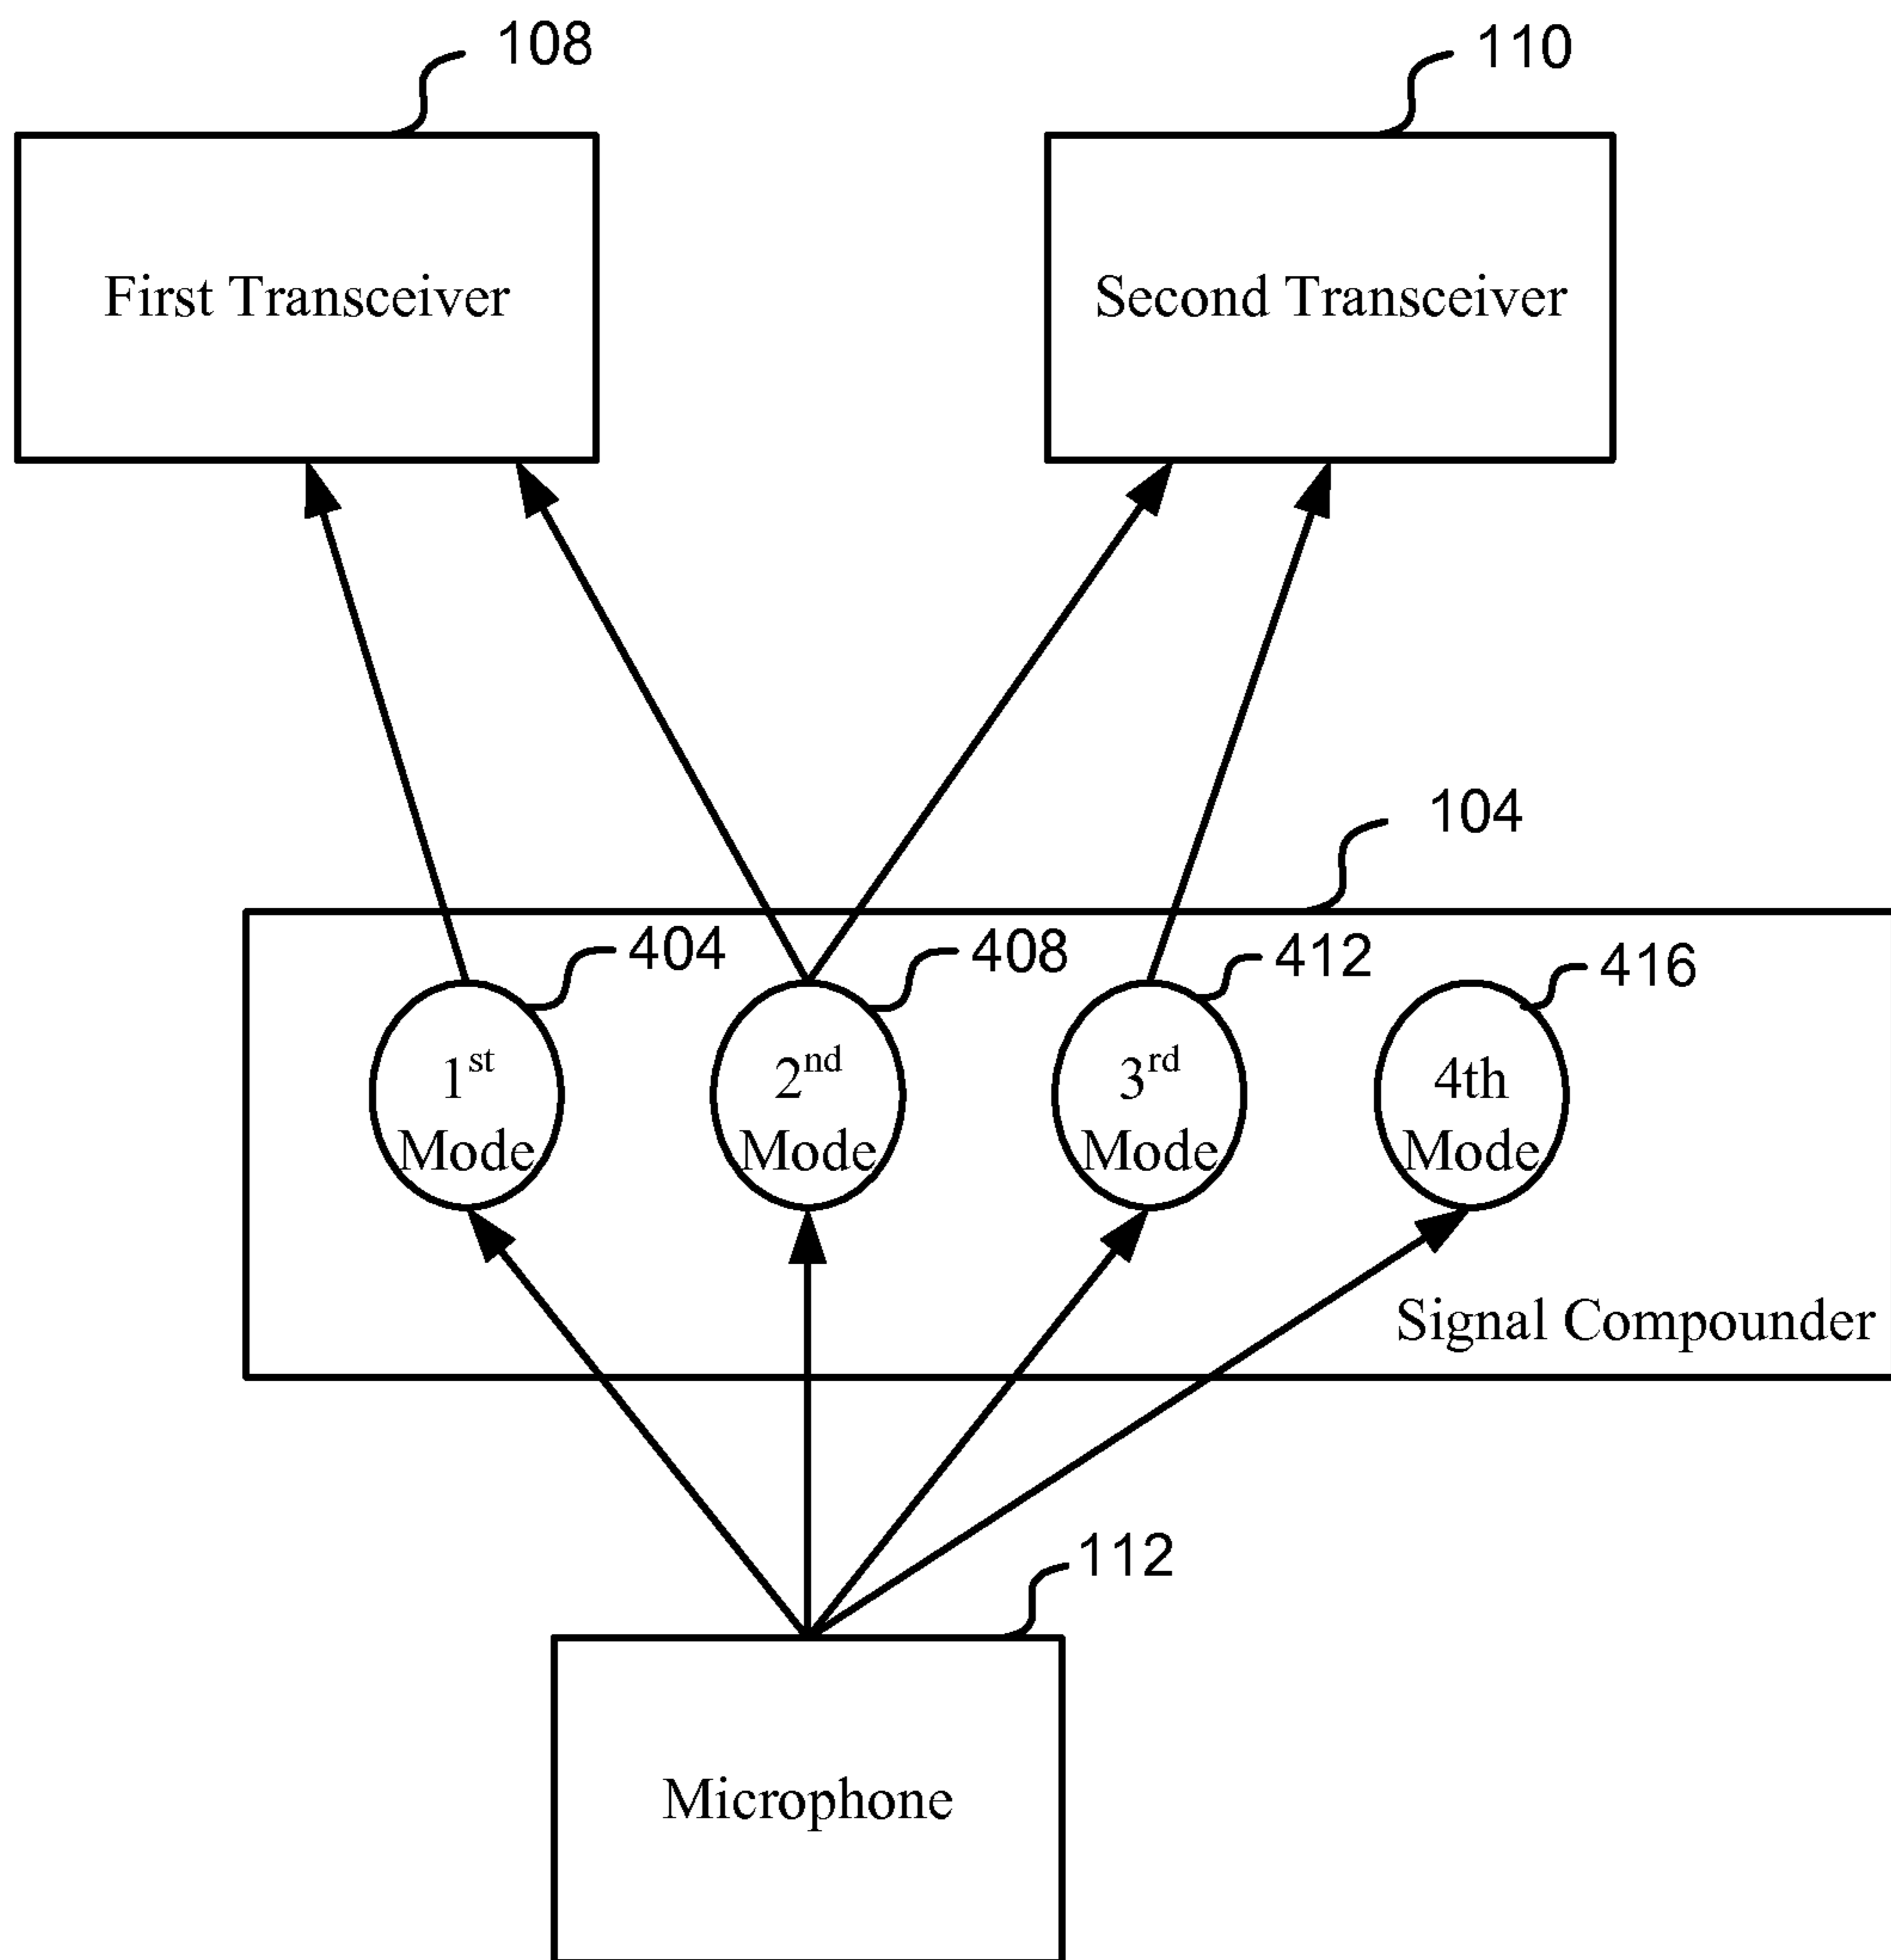 108
110
First Transceiver
Second Transceiver
104
404
408
412
416
1st
Mode
2nd
Mode
3rd
Mode
4th
Mode
Signal Compounder
112
Microphone